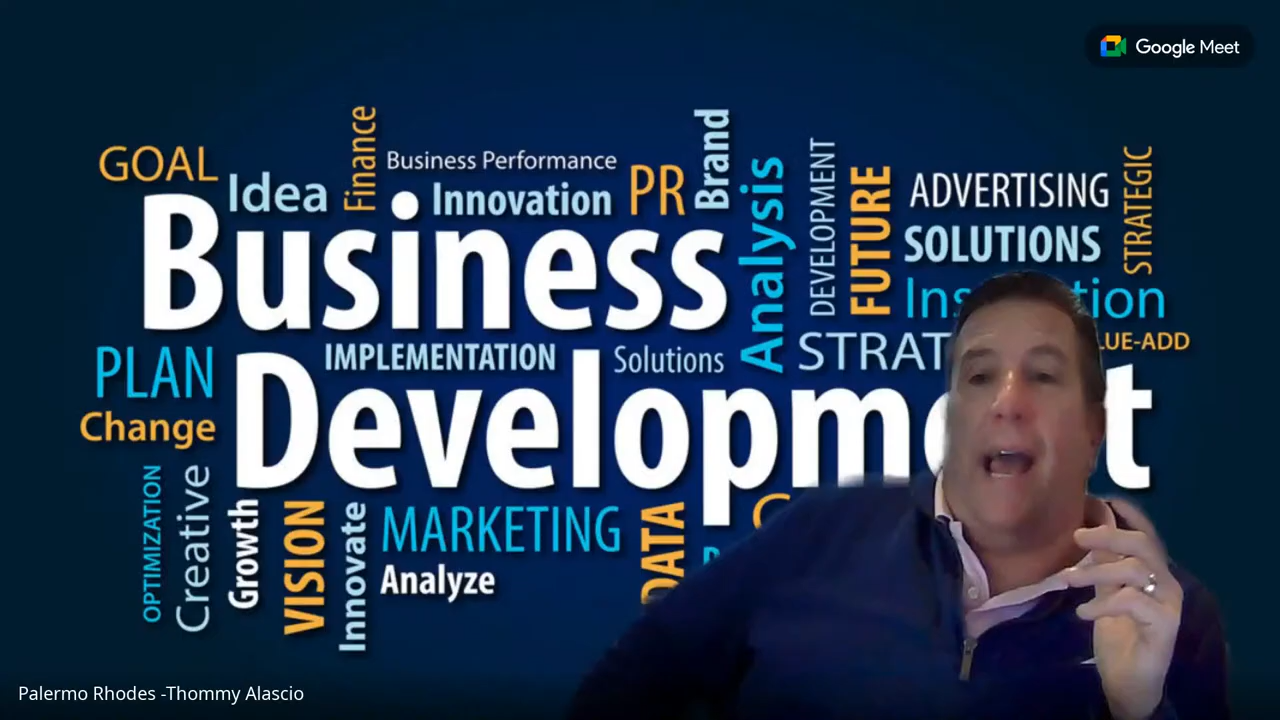 Google Meet
GOAL
Idea
Finance
Business Performance
Innovation
PR
Brand
Analysis
DEVELOPMENT
FUTURE
ADVERTISING
SOLUTIONS
STRATEGIC
Business
PLAN
IMPLEMENTATION
Solutions
Change
Development
OPTIMIZATION
Creative
Growth
VISION
Innovate
MARKETING
Analyze
DATA
Palermo Rhodes -Thommy Alascio